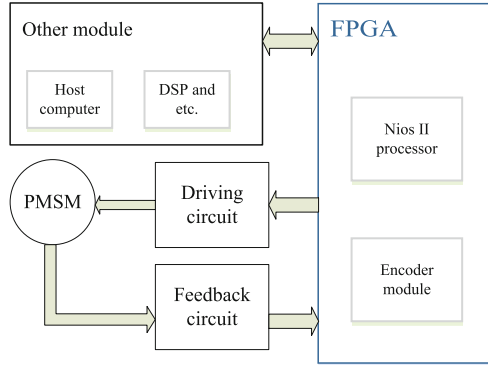 Other module
FPGA
Host
computer
DSP and
etc.
Nios II
processor
PMSM
Driving
circuit
Encoder
module
Feedback
circuit